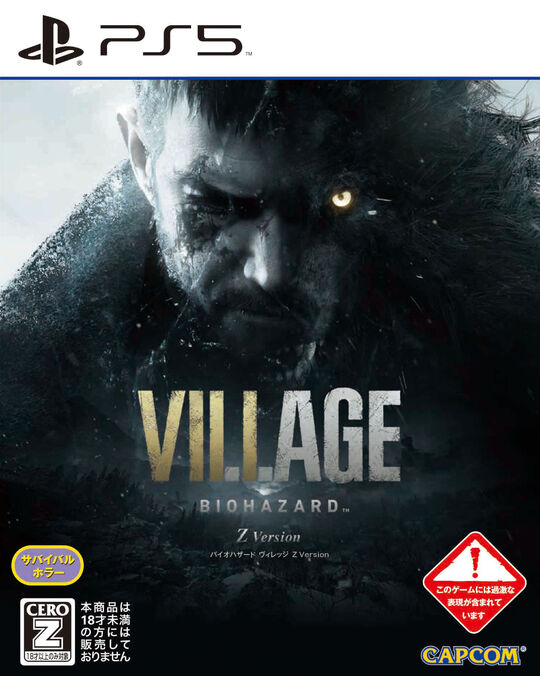 PS5
VILLAGE
BIOHAZARD™
Z Version
バイオハザード ヴィレッジ Z Version
サバイバル
ホラー
!
このゲームには過激な
表現が含まれて
います
CERO
Z
18才以上のみ対象
本商品は
18才未満
の方には
販売して
おりません
CAPCOM